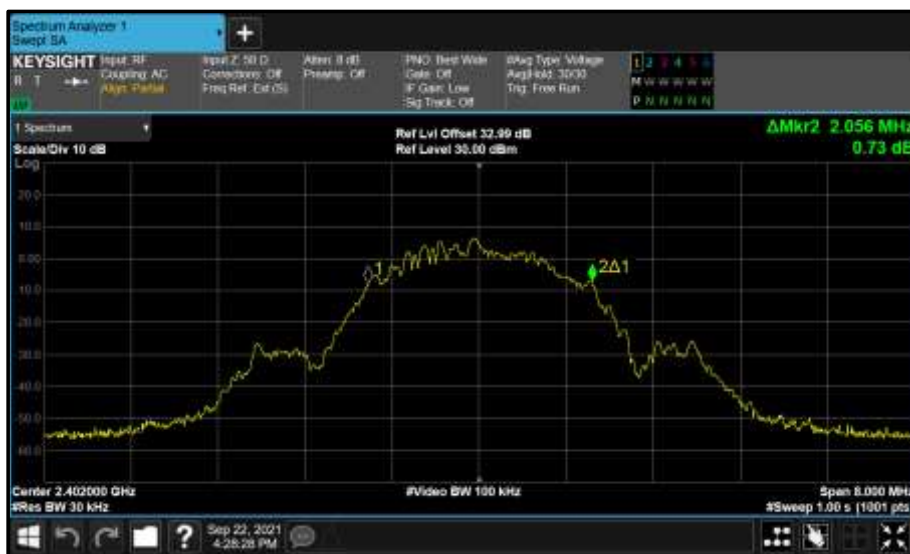 Spectrum Analyzer 1
Swept SA
+
KEYSIGHT
R T
Input: RF
Coupling: AC
Align: Partial
Input Z: 50 Ω
Corrections: Off
Freq Ref: Ext (S)
Atten: 8 dB
Preamp: Off
PNO: Best Wide
Gate: Off
IF Gain: Low
Sig Track: Off
#Avg Type: Voltage
Avg|Hold: 30/30
Trig: Free Run
1 2 3 4 5 6
M W W W W W
P N N N N N
1 Spectrum
Scale/Div 10 dB
Log
Ref Lvl Offset 32.99 dB
Ref Level 30.00 dBm
ΔMkr2 2.056 MHz
0.73 dB
20.0
10.0
0.00
-10.0
-20.0
-30.0
-40.0
-50.0
-60.0
1
2Δ1
Center 2.402000 GHz
#Res BW 30 kHz
#Video BW 100 kHz
Span 8.000 MHz
#Sweep 1.00 s (1001 pts
?
Sep 22, 2021
4:28:28 PM